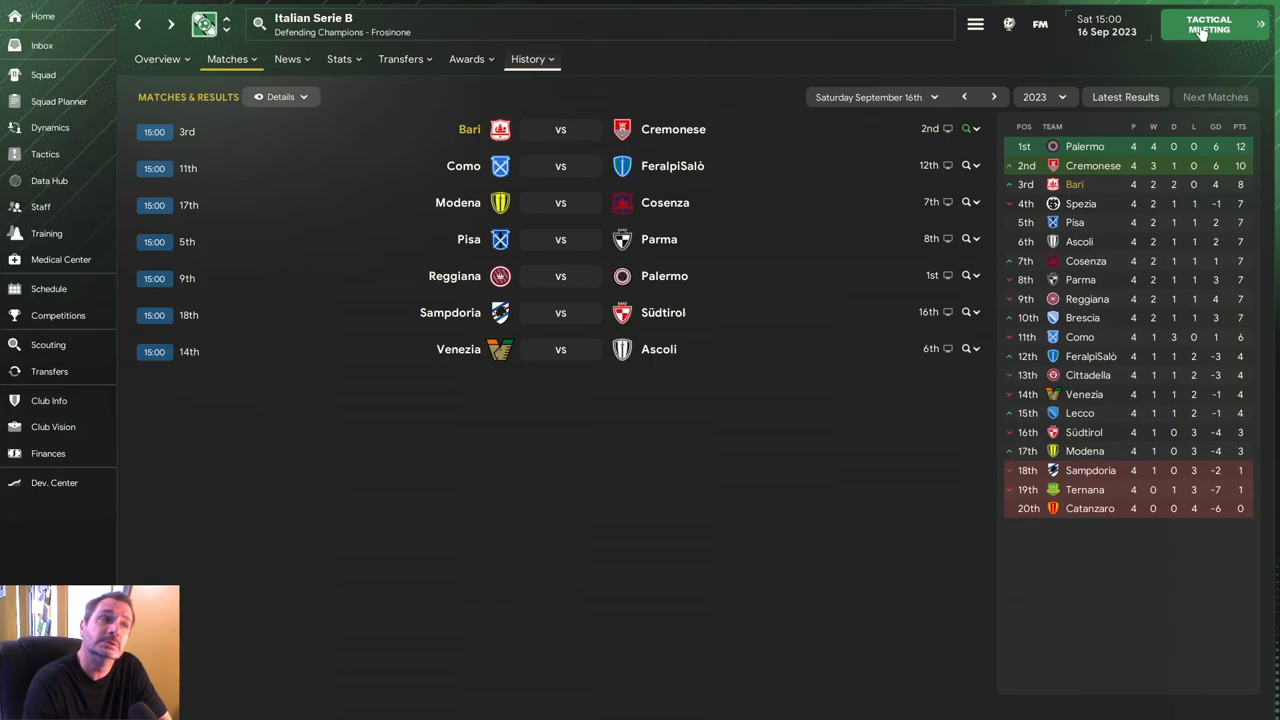 Home
Inbox
Squad
Squad Planner
Dynamics
Tactics
Data Hub
Staff
Training
Medical Center
Schedule
Competitions
Scouting
Transfers
Club Info
Club Vision
Finances
Dev. Center
Italian Serie B
Defending Champions - Frosinone
FM
Sat 15:00
16 Sep 2023
TACTICAL
MEETING
Overview Matches News Stats Transfers Awards History
MATCHES & RESULTS Details Saturday September 16th 2023 Latest Results Next Matches
15:00 3rd Bari vs Cremonese 2nd
15:00 11th Como vs FeralpiSalò 12th
15:00 17th Modena vs Cosenza 7th
15:00 5th Pisa vs Parma 8th
15:00 9th Reggiana vs Palermo 1st
15:00 18th Sampdoria vs Südtirol 16th
15:00 14th Venezia vs Ascoli 6th
POS TEAM P W D L GD PTS
1st Palermo 4 4 0 0 6 12
2nd Cremonese 4 3 1 0 6 10
3rd Bari 4 2 2 0 4 8
4th Spezia 4 2 1 1 -1 7
5th Pisa 4 2 1 1 2 7
6th Ascoli 4 2 1 1 2 7
7th Cosenza 4 2 1 1 1 7
8th Parma 4 2 1 1 3 7
9th Reggiana 4 2 1 1 4 7
10th Brescia 4 2 1 1 3 7
11th Como 4 1 3 0 1 6
12th FeralpiSalò 4 1 1 2 -3 4
13th Cittadella 4 1 1 2 -3 4
14th Venezia 4 1 1 2 -1 4
15th Lecco 4 1 1 2 -1 4
16th Südtirol 4 1 0 3 -4 3
17th Modena 4 1 0 3 -4 3
18th Sampdoria 4 1 0 3 -2 1
19th Ternana 4 0 1 3 -7 1
20th Catanzaro 4 0 0 4 -6 0